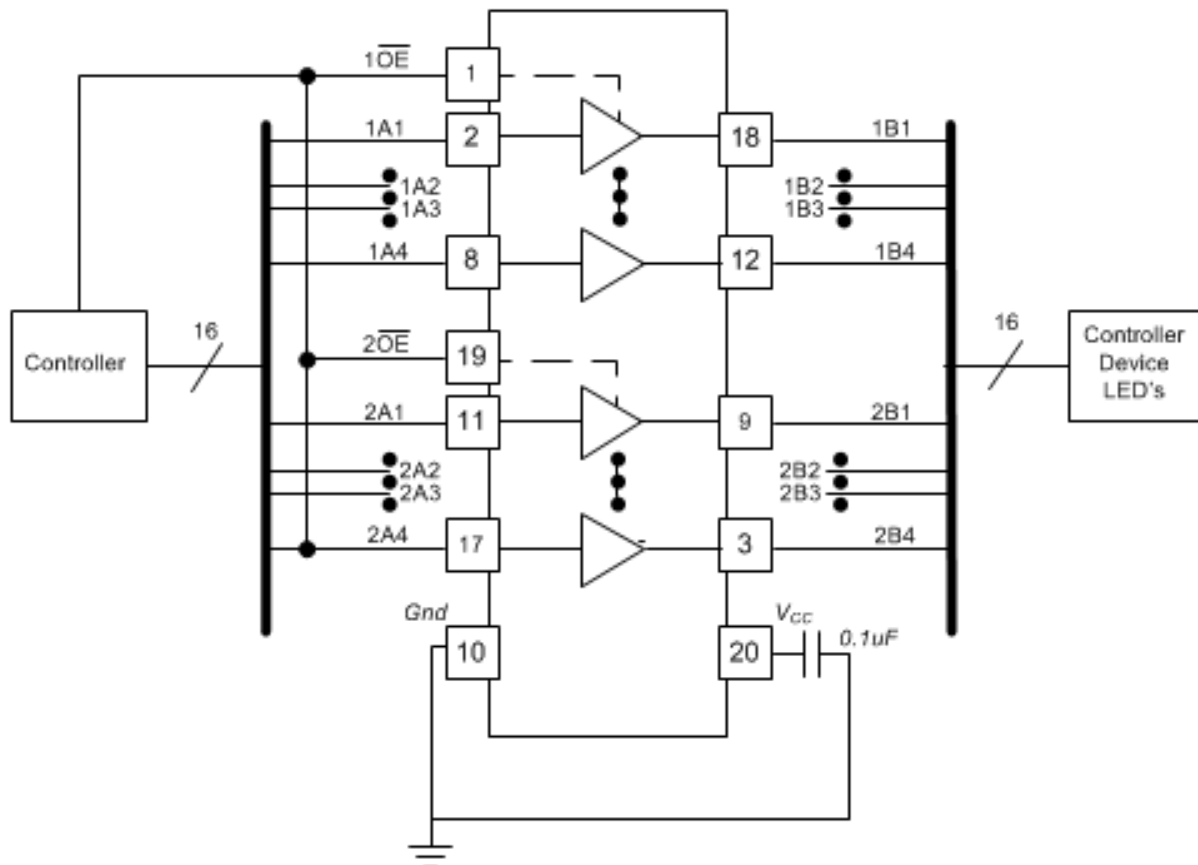 1OE
1
1A1
2
18
1B1
1A2
1B2
1A3
1B3
1A4
8
12
1B4
Controller
16
2OE
19
16
Controller
Device
LED's
2A1
11
9
2B1
2A2
2B2
2A3
2B3
2A4
17
3
2B4
Gnd
10
20
VCC
0.1uF